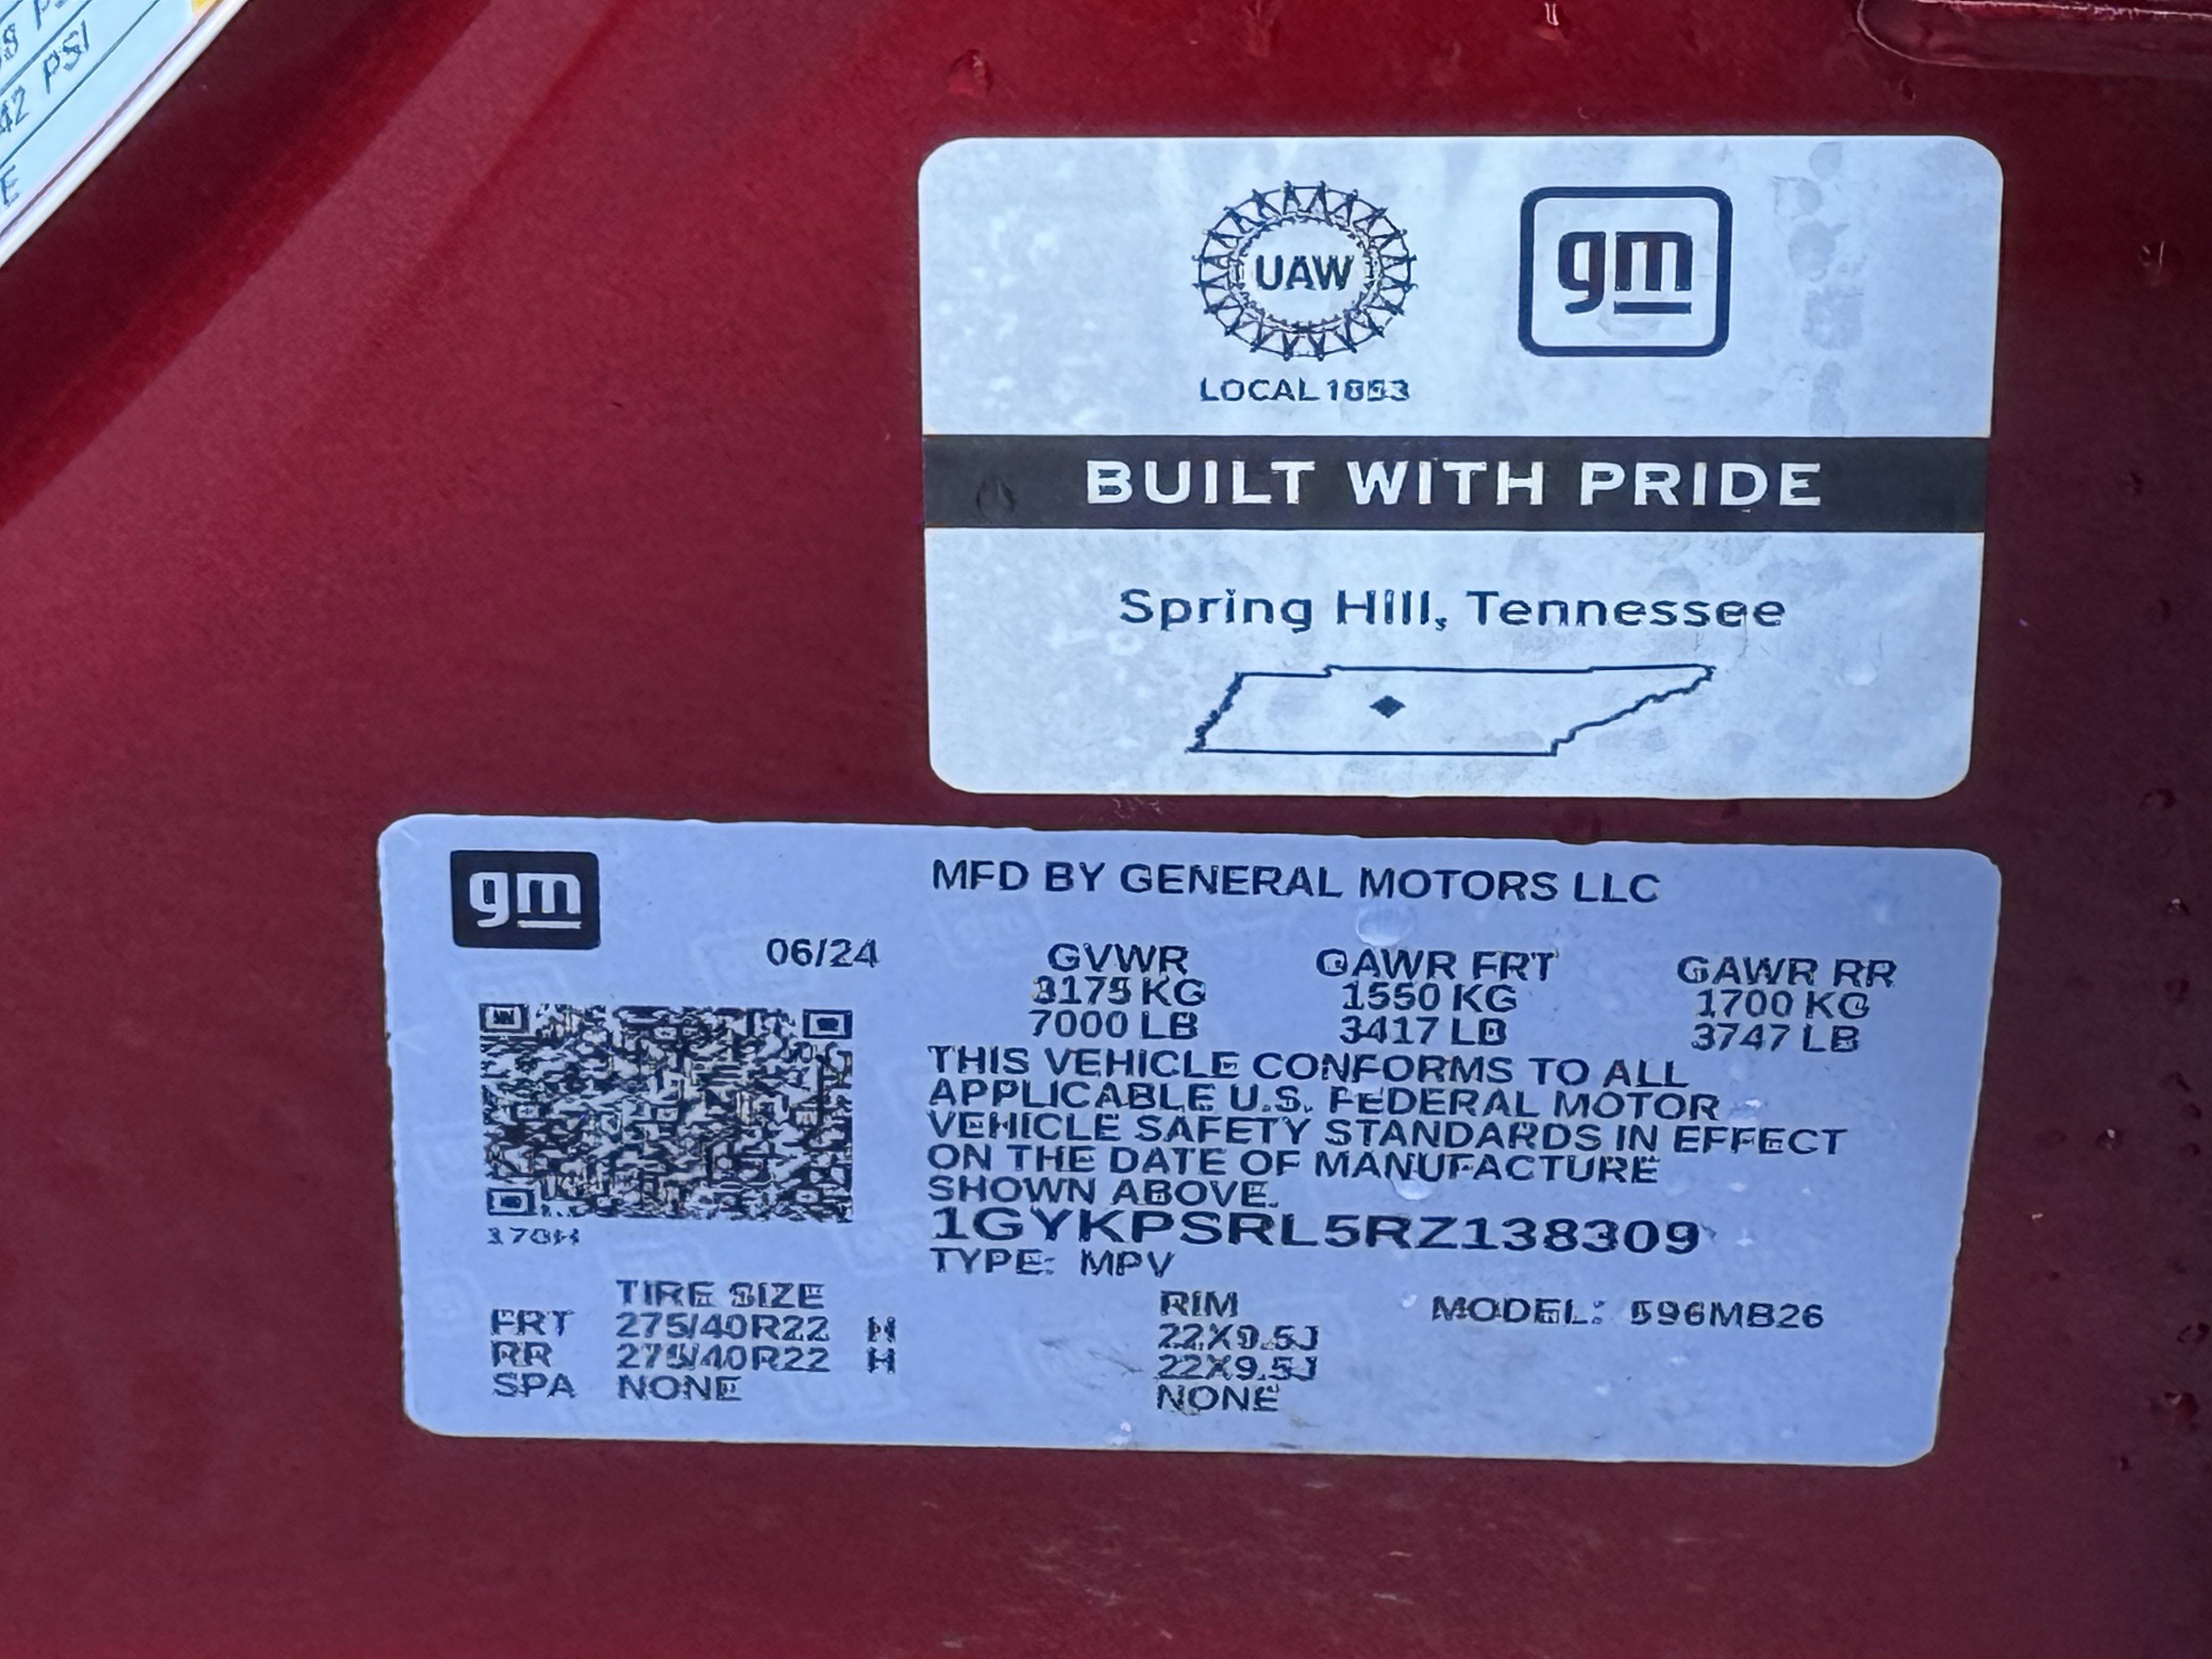 42 PSI
E
UAW
gm
LOCAL 1853
BUILT WITH PRIDE
Spring Hill, Tennessee
gm
MFD BY GENERAL MOTORS LLC
06/24
GVWR GAWR FRT GAWR RR
3175 KG 1550 KG 1700 KG
7000 LB 3417 LB 3747 LB
THIS VEHICLE CONFORMS TO ALL
APPLICABLE U.S. FEDERAL MOTOR
VEHICLE SAFETY STANDARDS IN EFFECT
ON THE DATE OF MANUFACTURE
SHOWN ABOVE.
1GYKPSRL5RZ138309
TYPE: MPV
TIRE SIZE RIM MODEL: 596MB26
FRT 275/40R22 H 22X9.5J
RR 275/40R22 H 22X9.5J
SPA NONE NONE